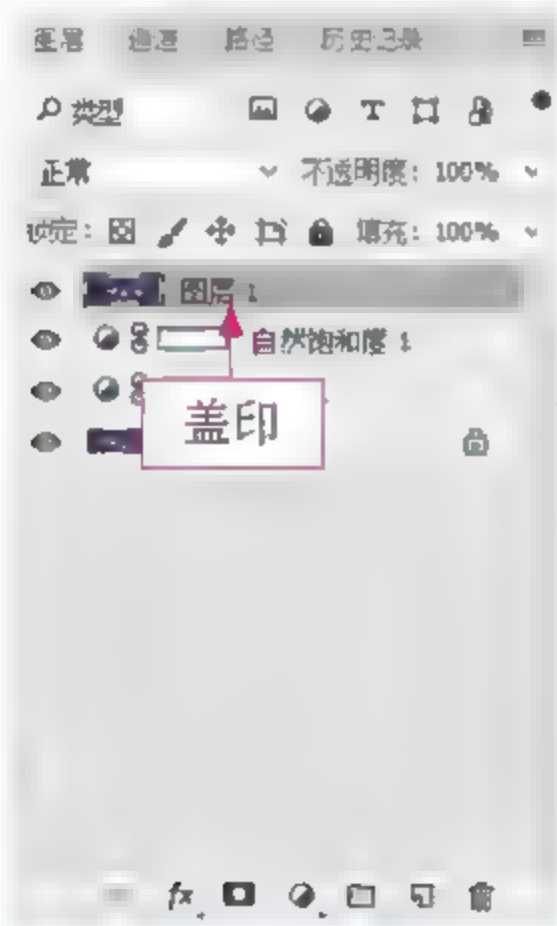 图层 通道 路径 历史记录
类型
正常 不透明度: 100%
锁定: 填充: 100%
图层 1
自然饱和度 1
盖印
fx